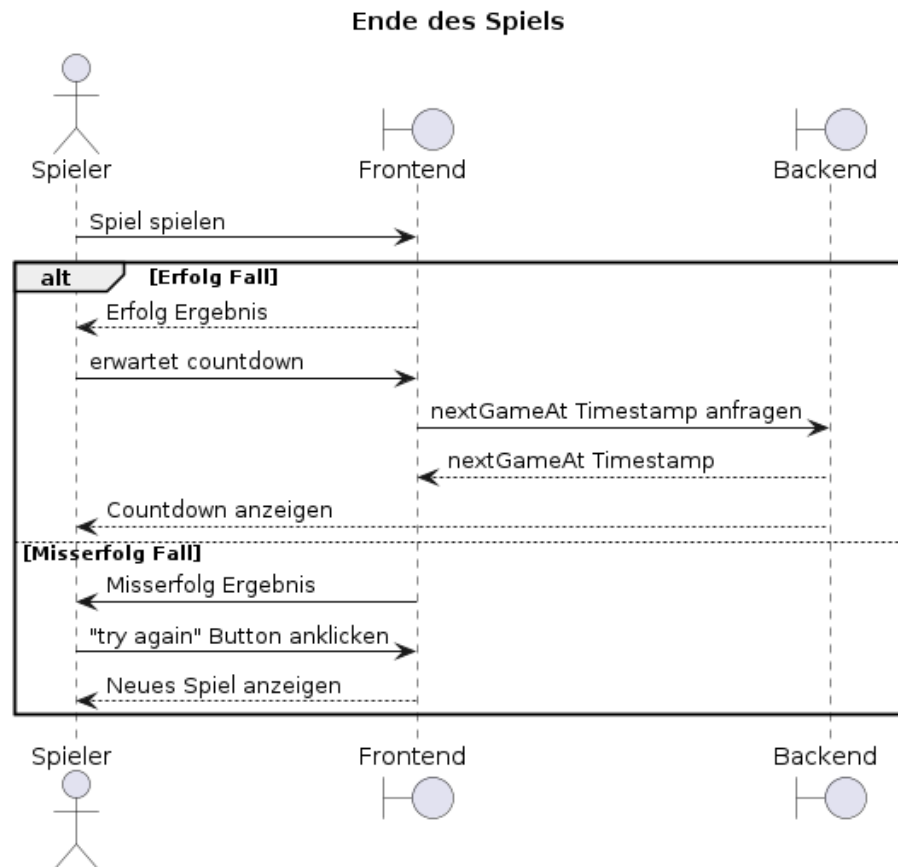 Ende des Spiels
Spieler
Frontend
Backend
Spiel spielen
alt
[Erfolg Fall]
Erfolg Ergebnis
erwartet countdown
nextGameAt Timestamp anfragen
nextGameAt Timestamp
Countdown anzeigen
[Misserfolg Fall]
Misserfolg Ergebnis
"try again" Button anklicken
Neues Spiel anzeigen
Spieler
Frontend
Backend